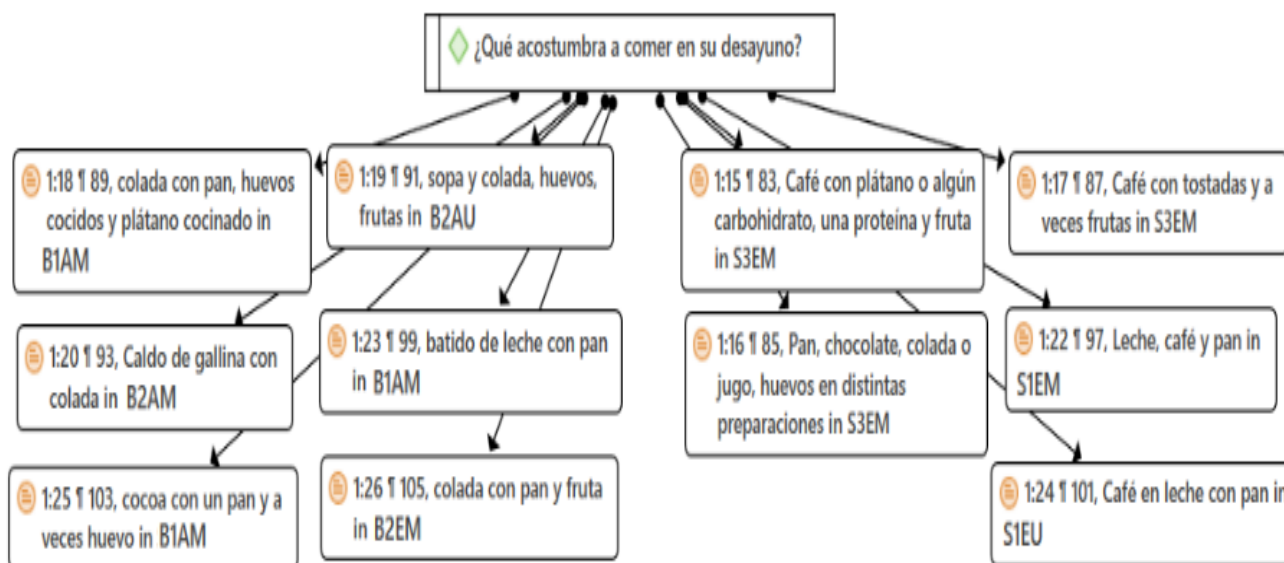 ¿Qué acostumbra a comer en su desayuno?
1:18 ¶ 89, colada con pan, huevos
cocidos y plátano cocinado in
B1AM
1:19 ¶ 91, sopa y colada, huevos,
frutas in B2AU
1:15 ¶ 83, Café con plátano o algún
carbohidrato, una proteína y fruta
in S3EM
1:17 ¶ 87, Café con tostadas y a
veces frutas in S3EM
1:20 ¶ 93, Caldo de gallina con
colada in B2AM
1:23 ¶ 99, batido de leche con pan
in B1AM
1:16 ¶ 85, Pan, chocolate, colada o
jugo, huevos en distintas
preparaciones in S3EM
1:22 ¶ 97, Leche, café y pan in
S1EM
1:25 ¶ 103, cocoa con un pan y a
veces huevo in B1AM
1:26 ¶ 105, colada con pan y fruta
in B2EM
1:24 ¶ 101, Café en leche con pan in
S1EU